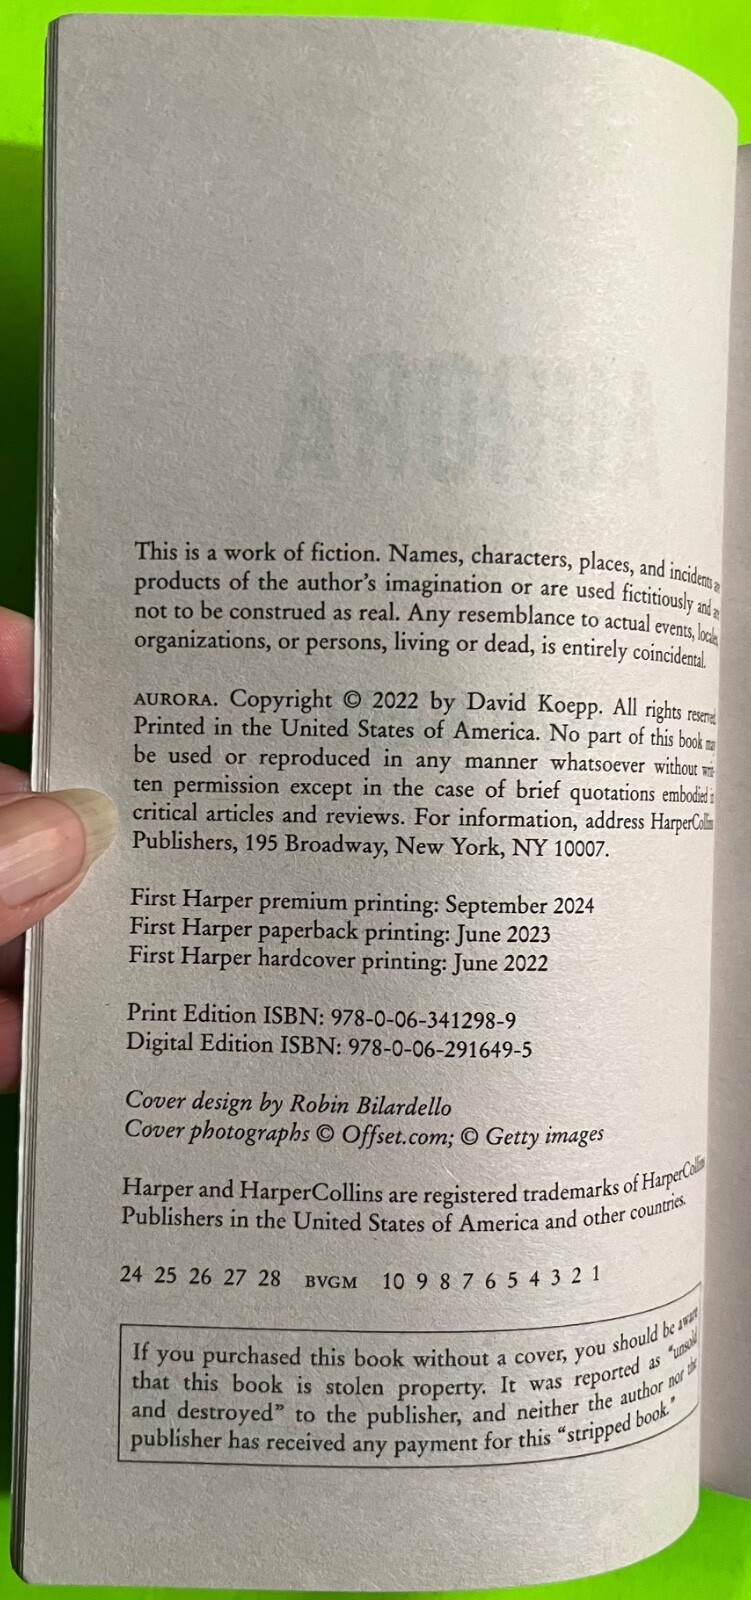 This is a work of fiction. Names, characters, places, and incidents
products of the author's imagination or are used fictitiously and
not to be construed as real. Any resemblance to actual events, locales,
organizations, or persons, living or dead, is entirely coincidental.
AURORA. Copyright © 2022 by David Koepp. All rights reserved.
Printed in the United States of America. No part of this book may
be used or reproduced in any manner whatsoever without writ-
ten permission except in the case of brief quotations embodied in
critical articles and reviews. For information, address HarperCollins
Publishers, 195 Broadway, New York, NY 10007.
First Harper premium printing: September 2024
First Harper paperback printing: June 2023
First Harper hardcover printing: June 2022
Print Edition ISBN: 978-0-06-341298-9
Digital Edition ISBN: 978-0-06-291649-5
Cover design by Robin Bilardello
Cover photographs © Offset.com; © Getty images
Harper and HarperCollins are registered trademarks of HarperCollins
Publishers in the United States of America and other countries.
24 25 26 27 28 BVGM 10 9 8 7 6 5 4 3 2 1
If you purchased this book without a cover, you should be aware
that this book is stolen property. It was reported as "unsold
and destroyed" to the publisher, and neither the author nor the
publisher has received any payment for this "stripped book."